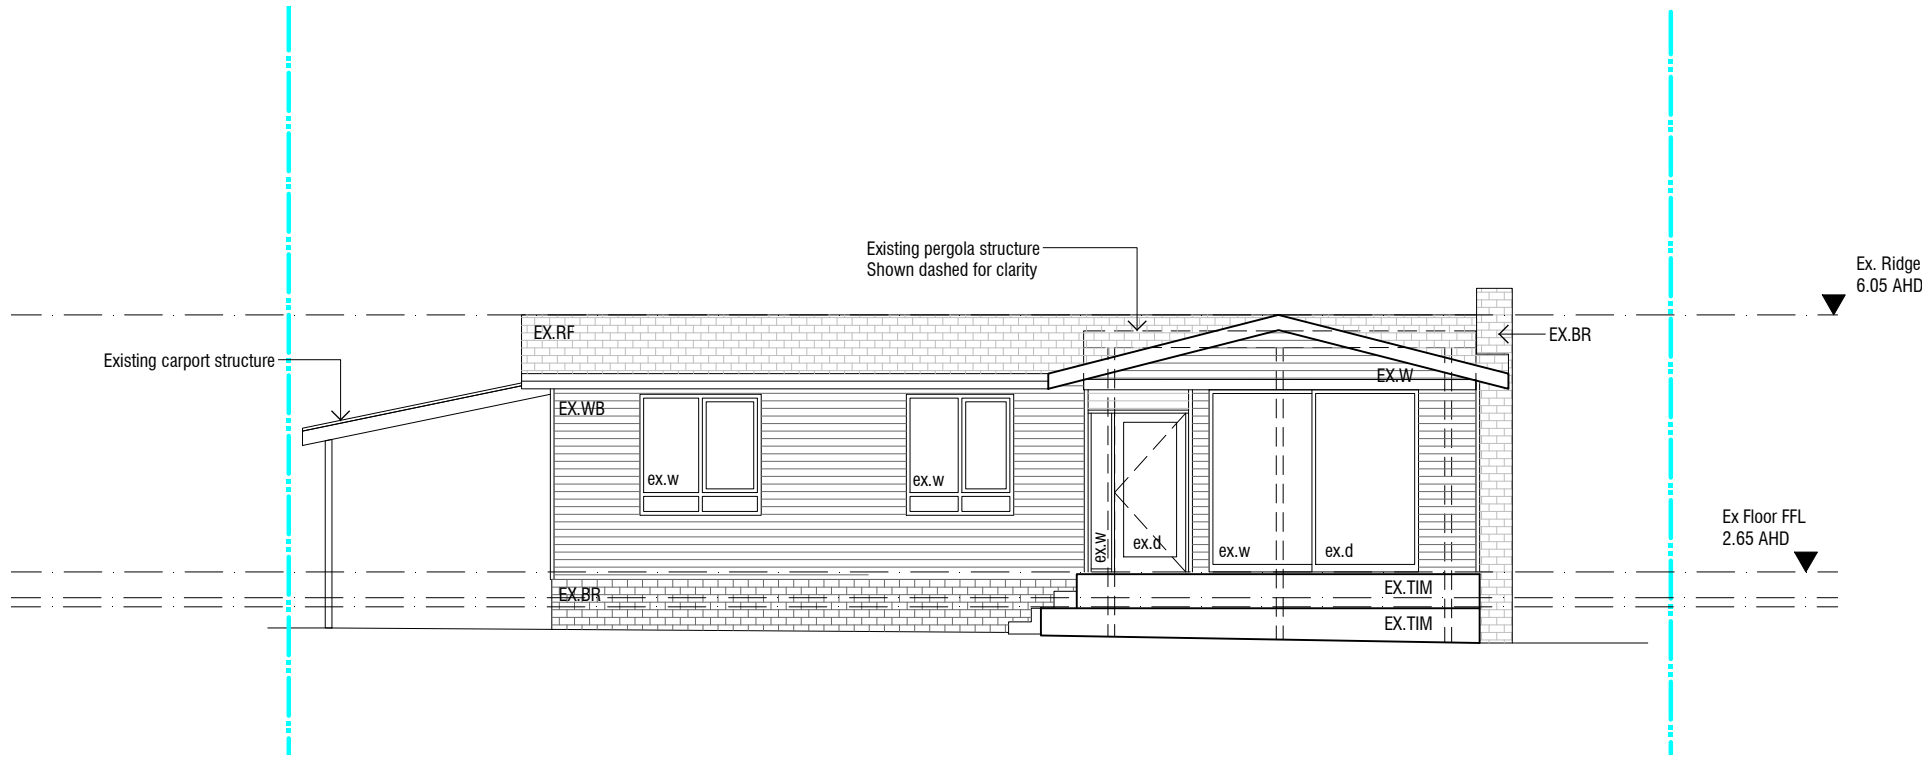 Existing pergola structure
Shown dashed for clarity
Ex. Ridge
6.05 AHD
EX.RF
EX.BR
Existing carport structure
EX.W
EX.WB
ex.w
ex.w
ex.w
ex.d
ex.w
ex.d
Ex Floor FFL
2.65 AHD
EX.BR
EX.TIM
EX.TIM